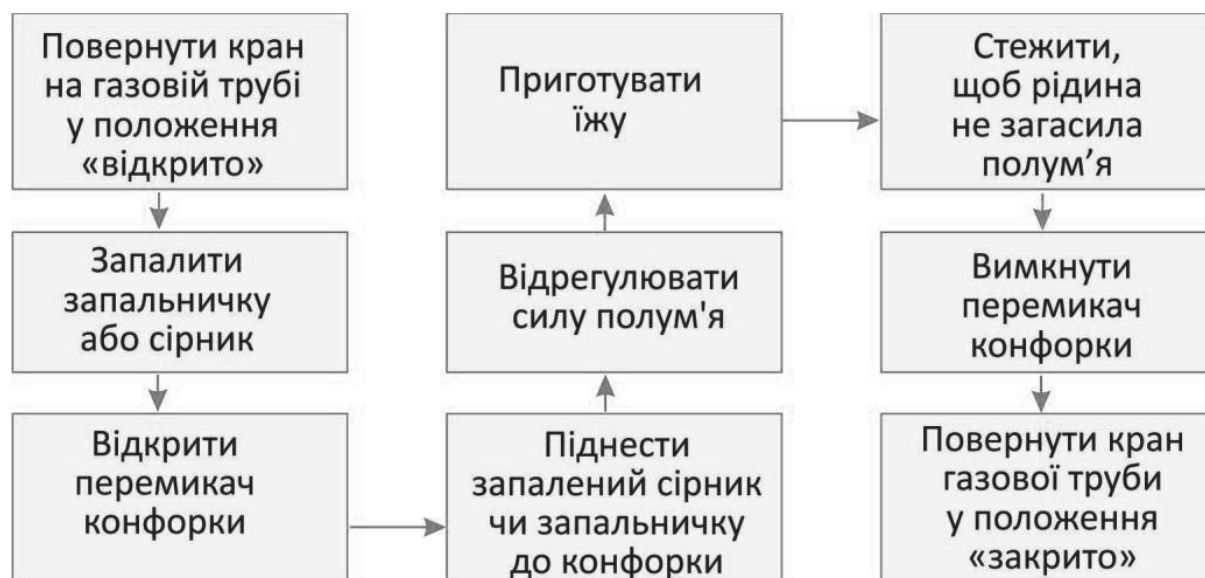 Повернути кран
на газовій трубі
у положення
«відкрито»
Запалити
запальничку
або сірник
Відкрити
перемикач
конфорки
Піднести
запалений сірник
чи запальничку
до конфорки
Відрегулювати
силу полум'я
Приготувати
їжу
Стежити,
щоб рідина
не загасила
полум’я
Вимкнути
перемикач
конфорки
Повернути кран
газової труби
у положення
«закрито»